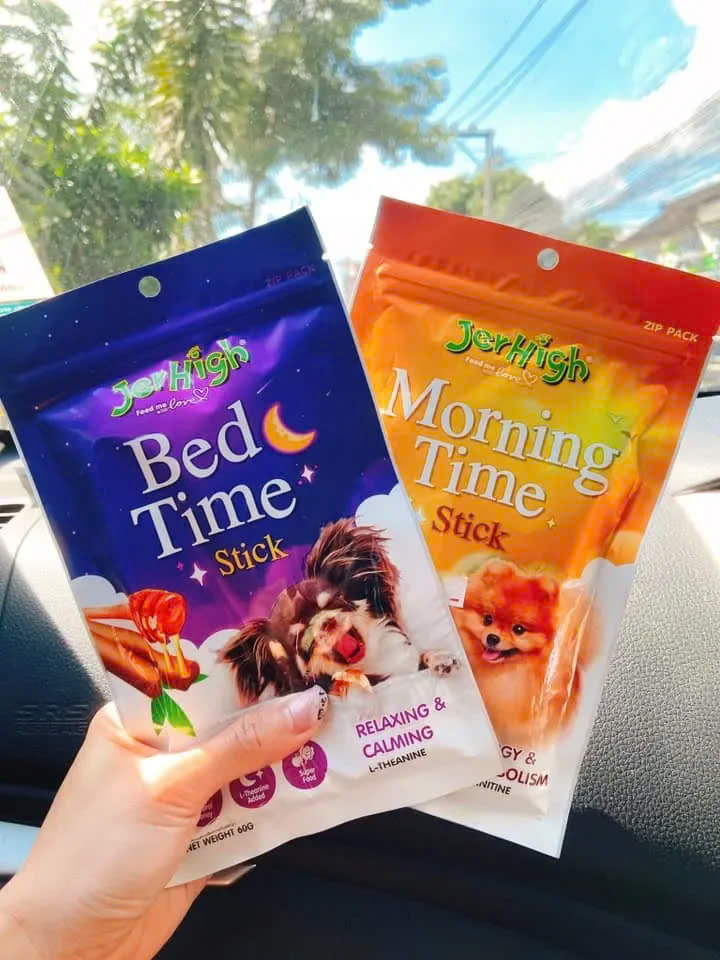 ZIP PACK
JerHigh
Feed me with love
Bed
Time
Stick
RELAXING &
CALMING
L-THEANINE
L-Theanine
Added
Super
Food
NET WEIGHT 60G
ZIP PACK
JerHigh
Feed me with love
Morning
Time
Stick
GY &
OLISM
NITINE
SRS